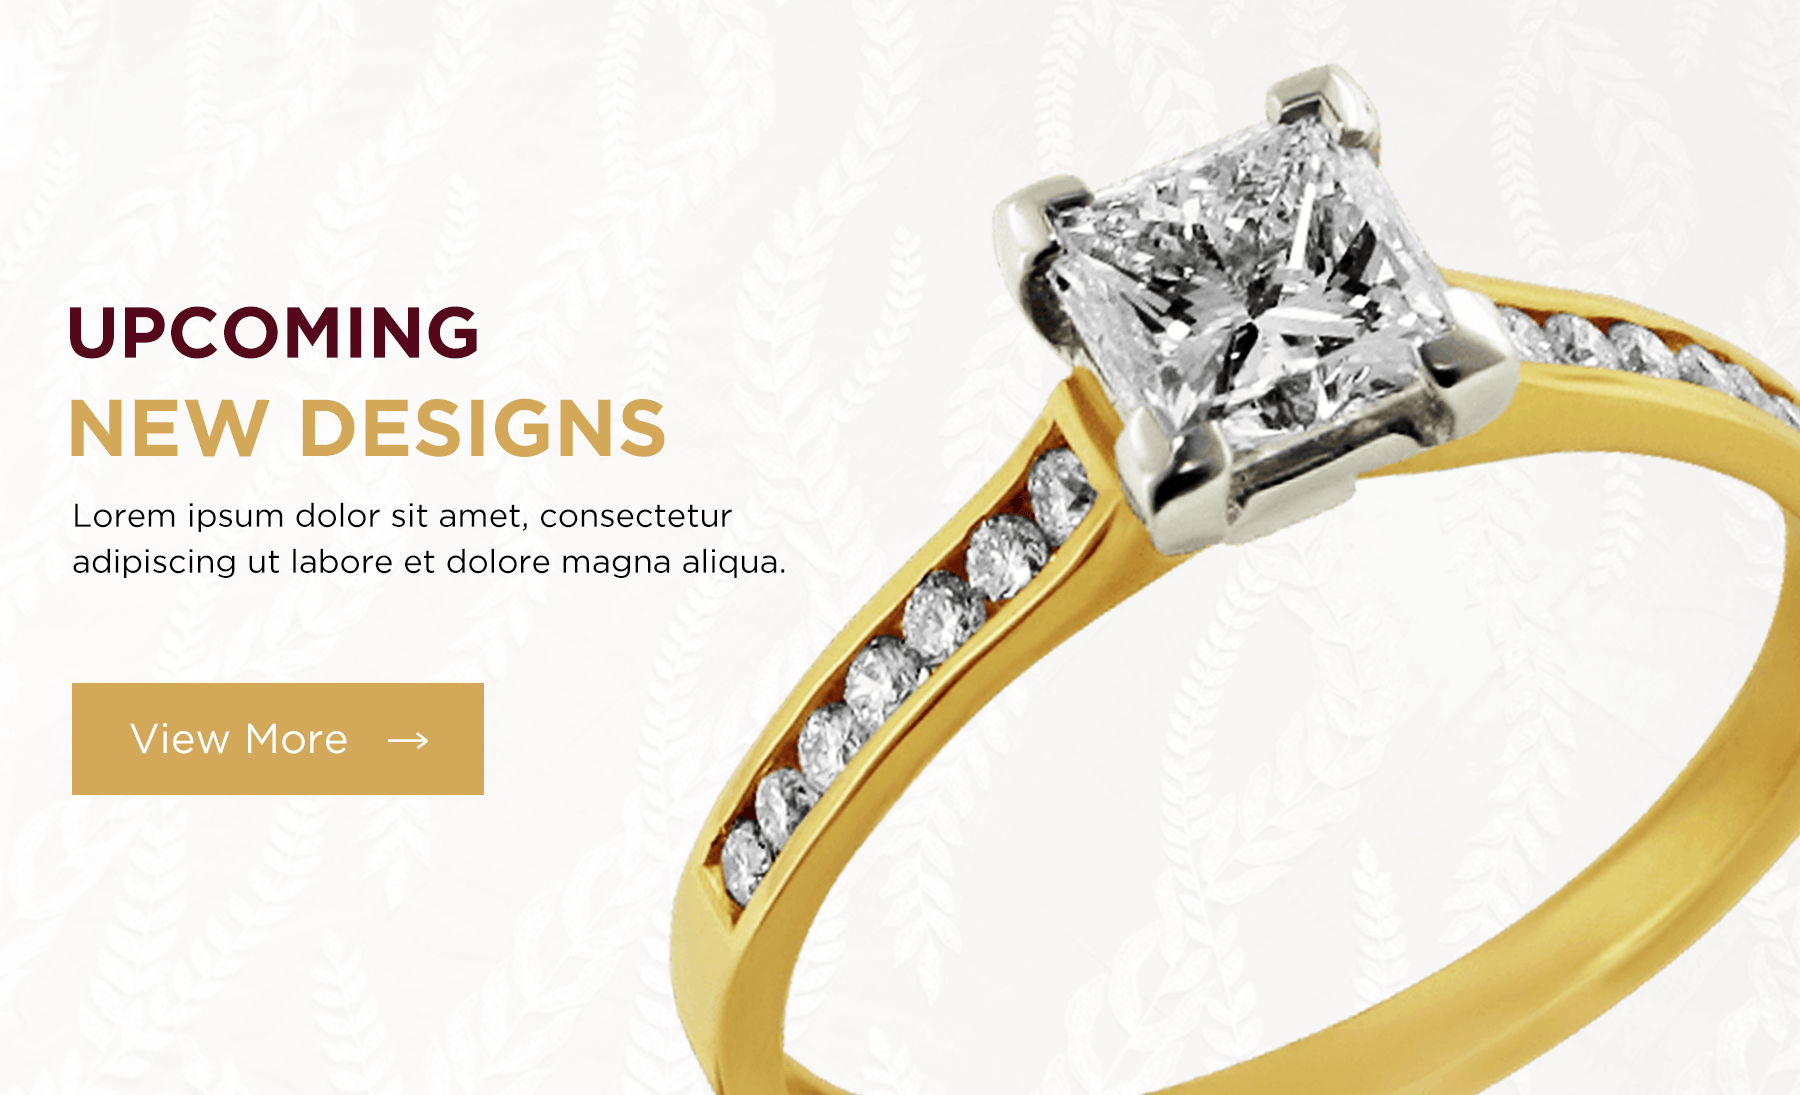 UPCOMING
NEW DESIGNS
Lorem ipsum dolor sit amet, consectetur
adipiscing ut labore et dolore magna aliqua.
View More →